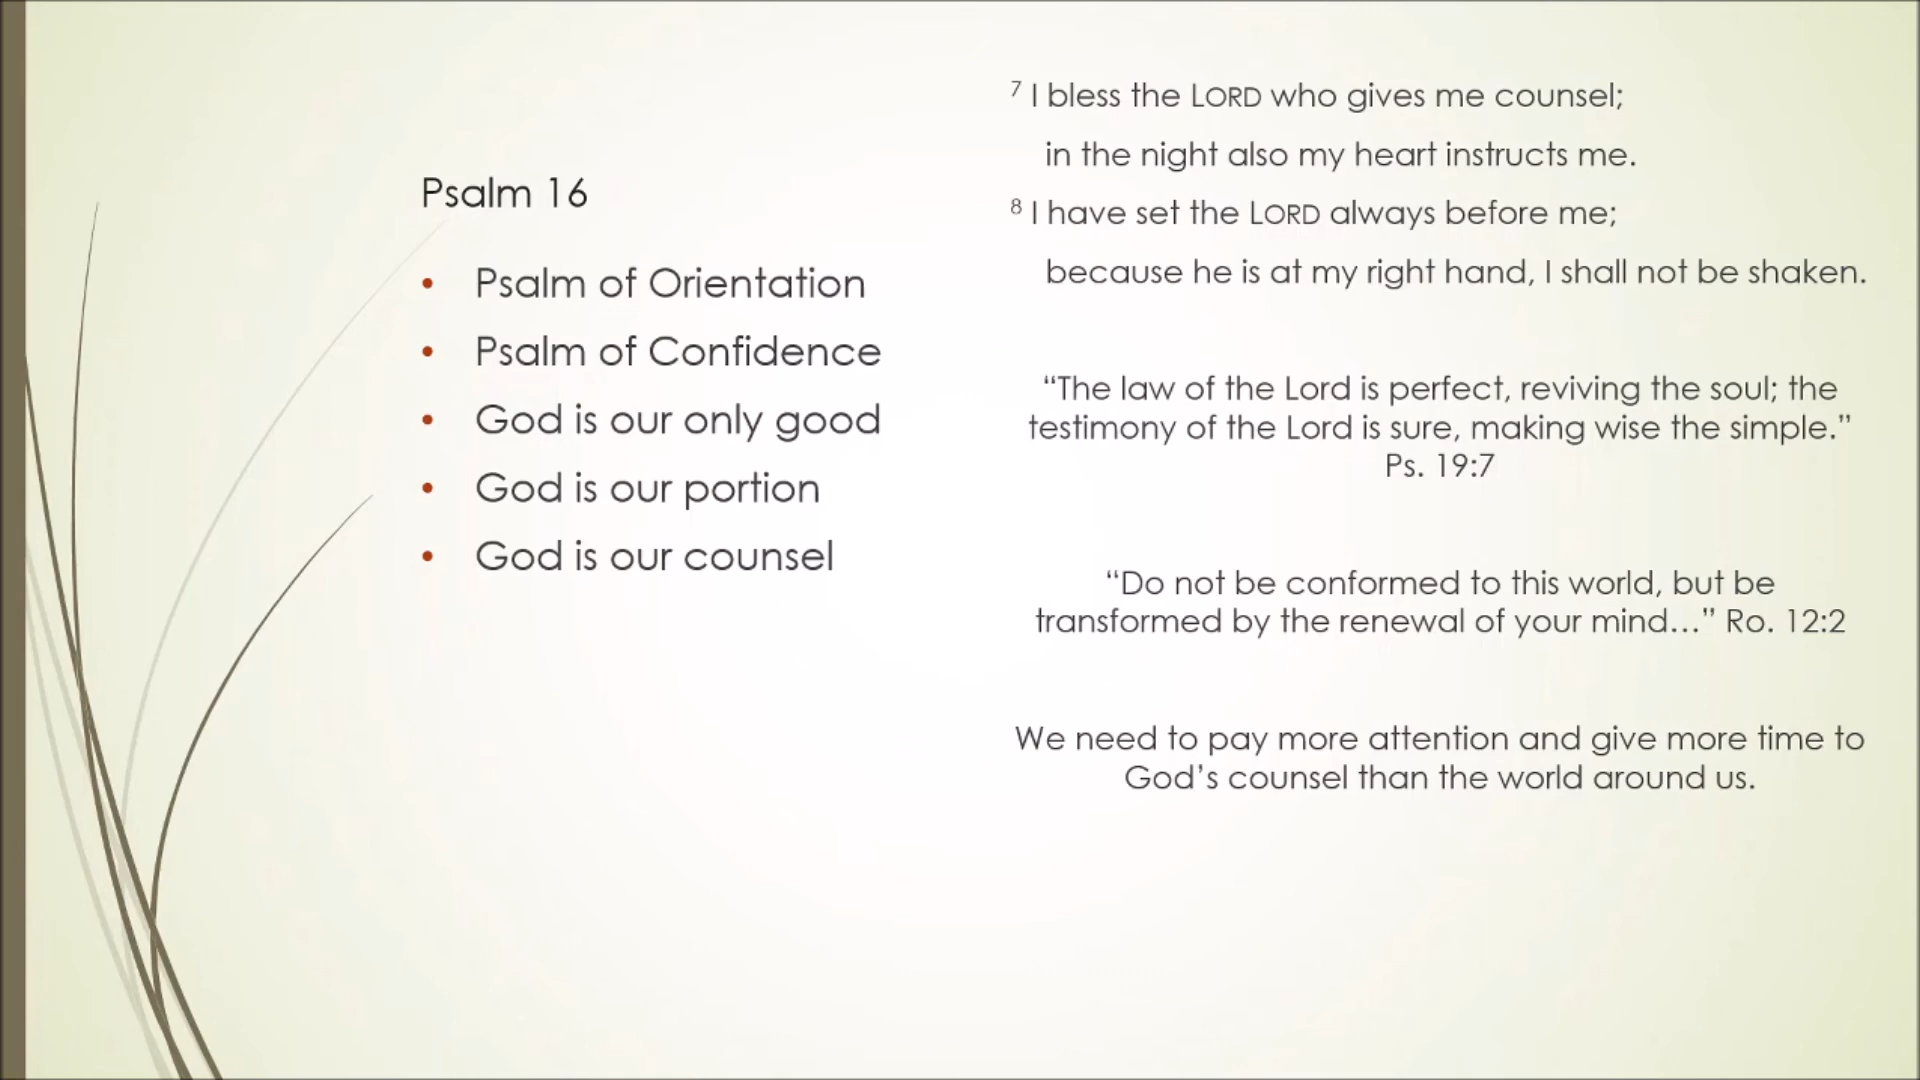 Psalm 16
• Psalm of Orientation
• Psalm of Confidence
• God is our only good
• God is our portion
• God is our counsel
7 I bless the LORD who gives me counsel;
in the night also my heart instructs me.
8 I have set the LORD always before me;
because he is at my right hand, I shall not be shaken.
“The law of the Lord is perfect, reviving the soul; the
testimony of the Lord is sure, making wise the simple.”
Ps. 19:7
“Do not be conformed to this world, but be
transformed by the renewal of your mind…” Ro. 12:2
We need to pay more attention and give more time to
God’s counsel than the world around us.